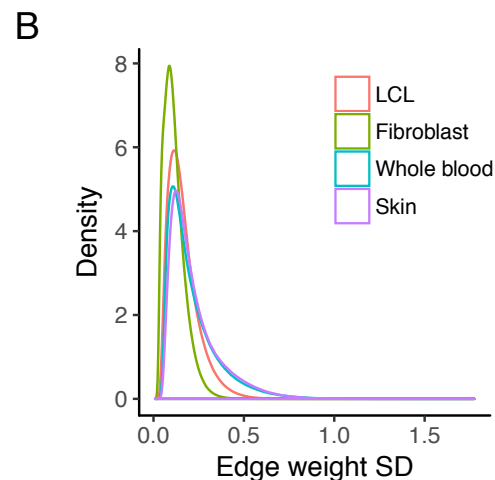 B
8
6
4
2
0
Density
LCL
Fibroblast
Whole blood
Skin
0.0 0.5 1.0 1.5
Edge weight SD